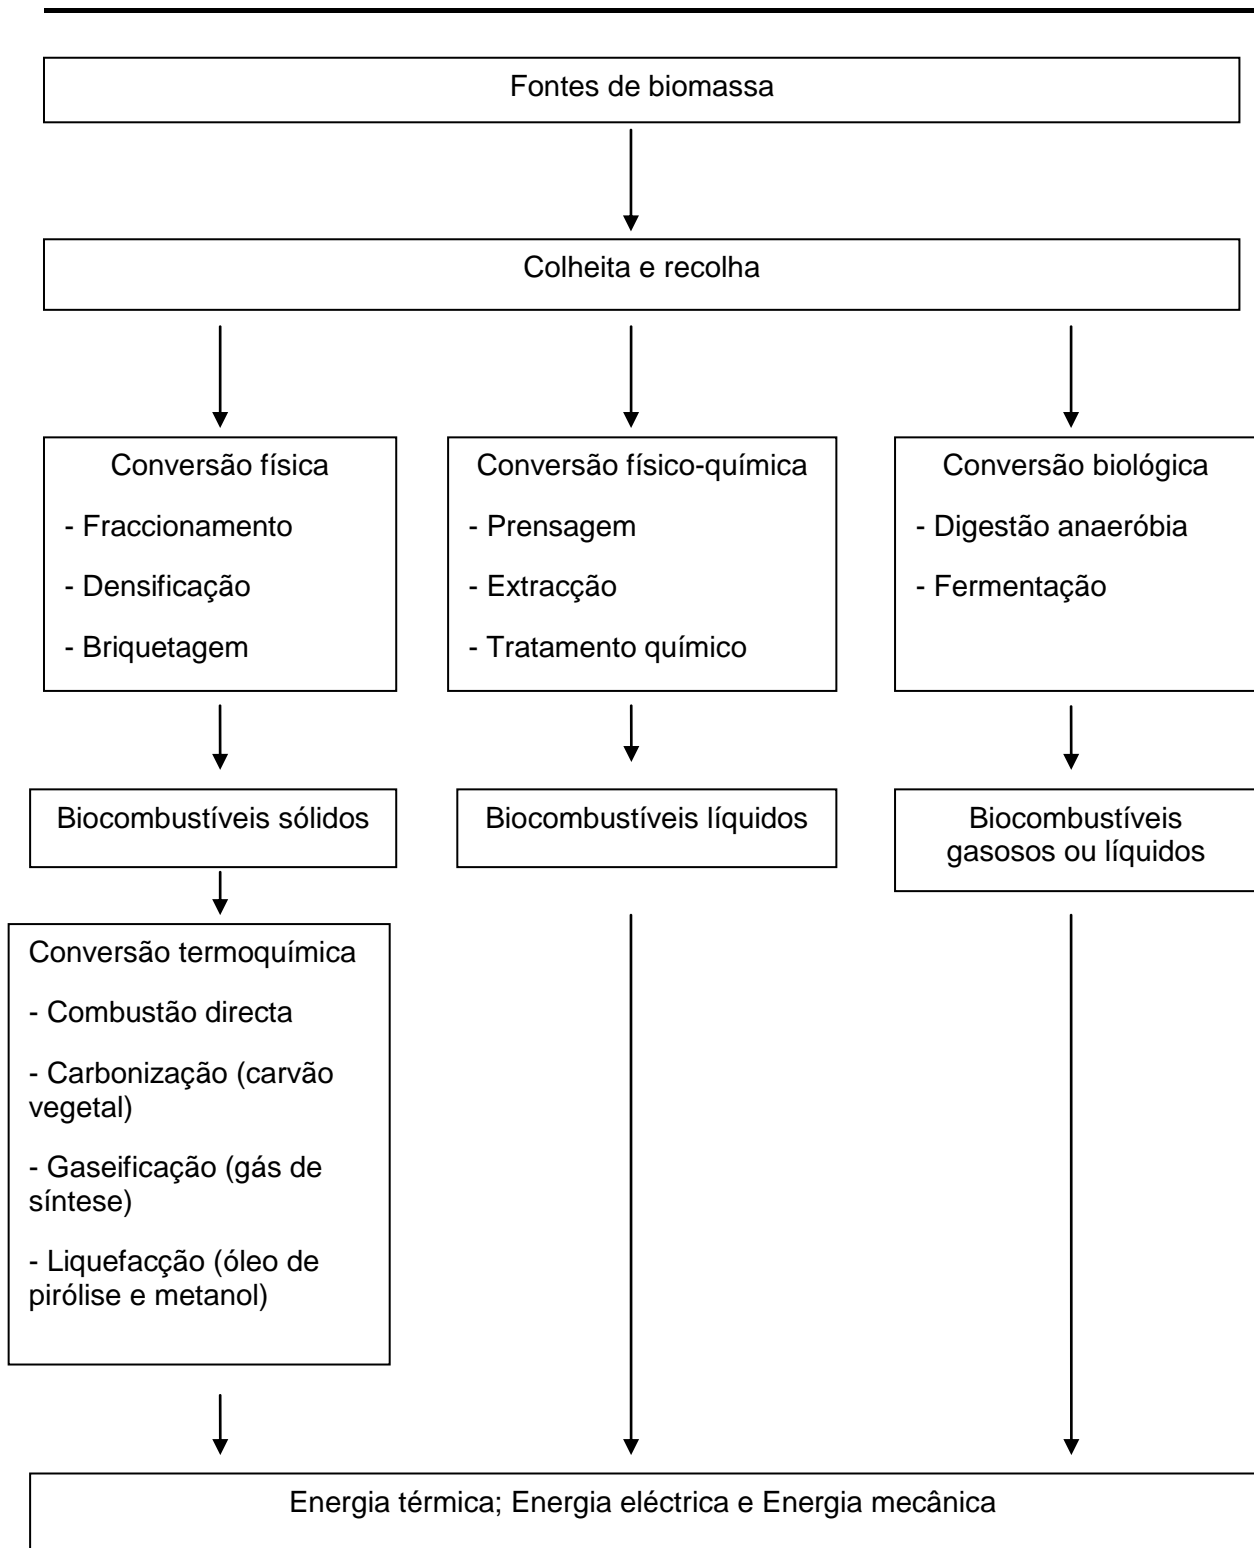 Fontes de biomassa
Colheita e recolha
Conversão física
- Fraccionamento
- Densificação
- Briquetagem
Conversão físico-química
- Prensagem
- Extracção
- Tratamento químico
Conversão biológica
- Digestão anaeróbia
- Fermentação
Biocombustíveis sólidos
Biocombustíveis líquidos
Biocombustíveis
gasosos ou líquidos
Conversão termoquímica
- Combustão directa
- Carbonização (carvão
vegetal)
- Gaseificação (gás de
síntese)
- Liquefacção (óleo de
pirólise e metanol)
Energia térmica; Energia eléctrica e Energia mecânica